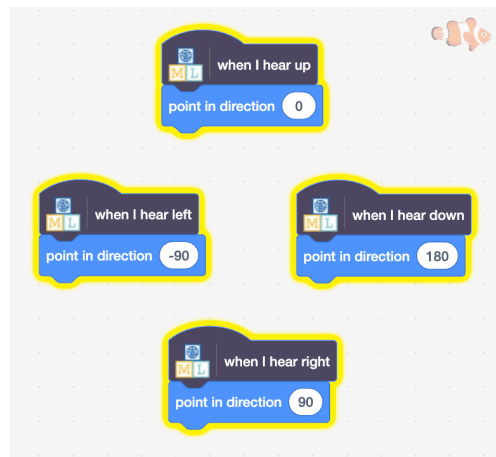 when I hear up
point in direction 0
when I hear left
point in direction -90
when I hear down
point in direction 180
when I hear right
point in direction 90
M L
M L
M L
M L